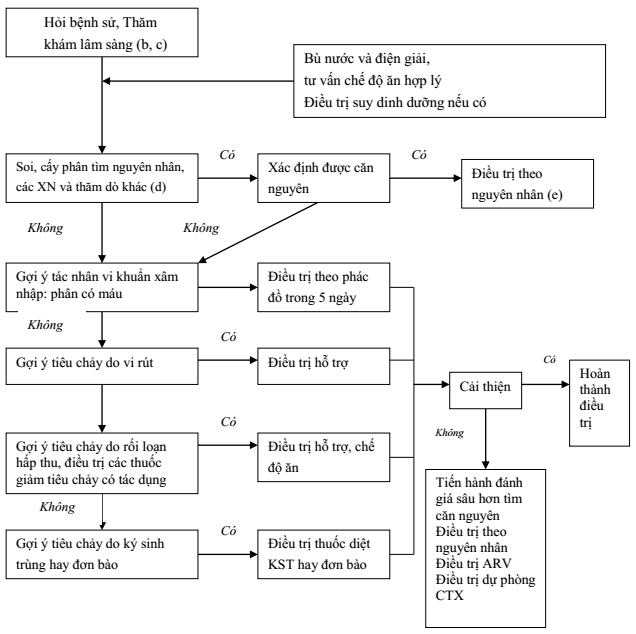 Hỏi bệnh sử, Thăm
khám lâm sàng (b, c)
Bù nước và điện giải,
tư vấn chế độ ăn hợp lý
Điều trị suy dinh dưỡng nếu có
Soi, cấy phân tìm nguyên nhân,
các XN và thăm dò khác (d)
Có
Xác định được căn
nguyên
Có
Điều trị theo
nguyên nhân (e)
Không
Không
Gợi ý tác nhân vi khuẩn xâm
nhập: phân có máu
Điều trị theo phác
đồ trong 5 ngày
Không
Gợi ý tiêu chảy do vi rút
Có
Điều trị hỗ trợ
Cải thiện
Có
Hoàn
thành
điều
trị
Gợi ý tiêu chảy do rối loạn
hấp thu, điều trị các thuốc
giảm tiêu chảy có tác dụng
Có
Điều trị hỗ trợ, chế
độ ăn
Không
Tiến hành đánh
giá sâu hơn tìm
căn nguyên
Điều trị theo
nguyên nhân
Điều trị ARV
Điều trị dự phòng
CTX
Không
Gợi ý tiêu chảy do ký sinh
trùng hay đơn bào
Có
Điều trị thuốc diệt
KST hay đơn bào